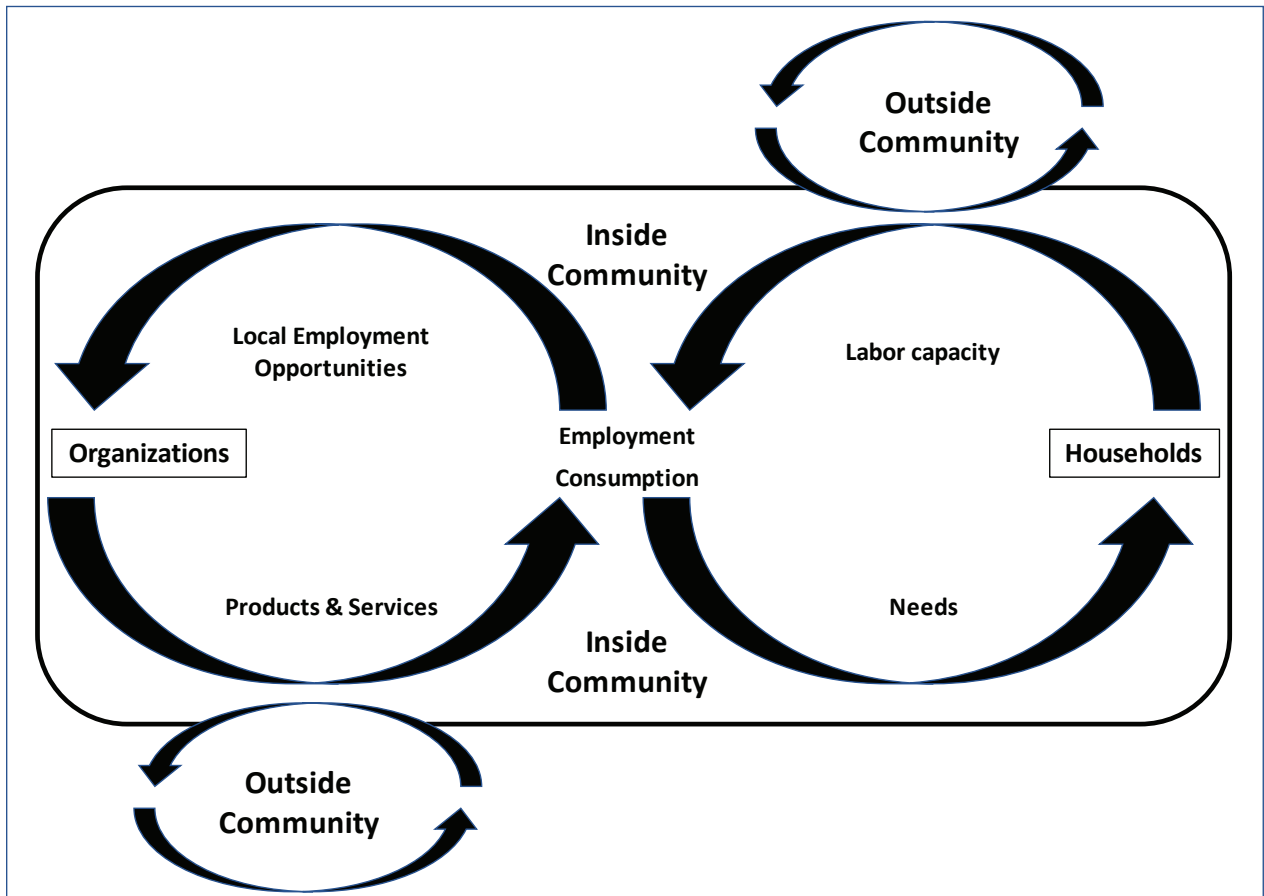 Outside
Community
Inside
Community
Local Employment
Opportunities
Labor capacity
Organizations
Employment
Consumption
Households
Products & Services
Needs
Inside
Community
Outside
Community